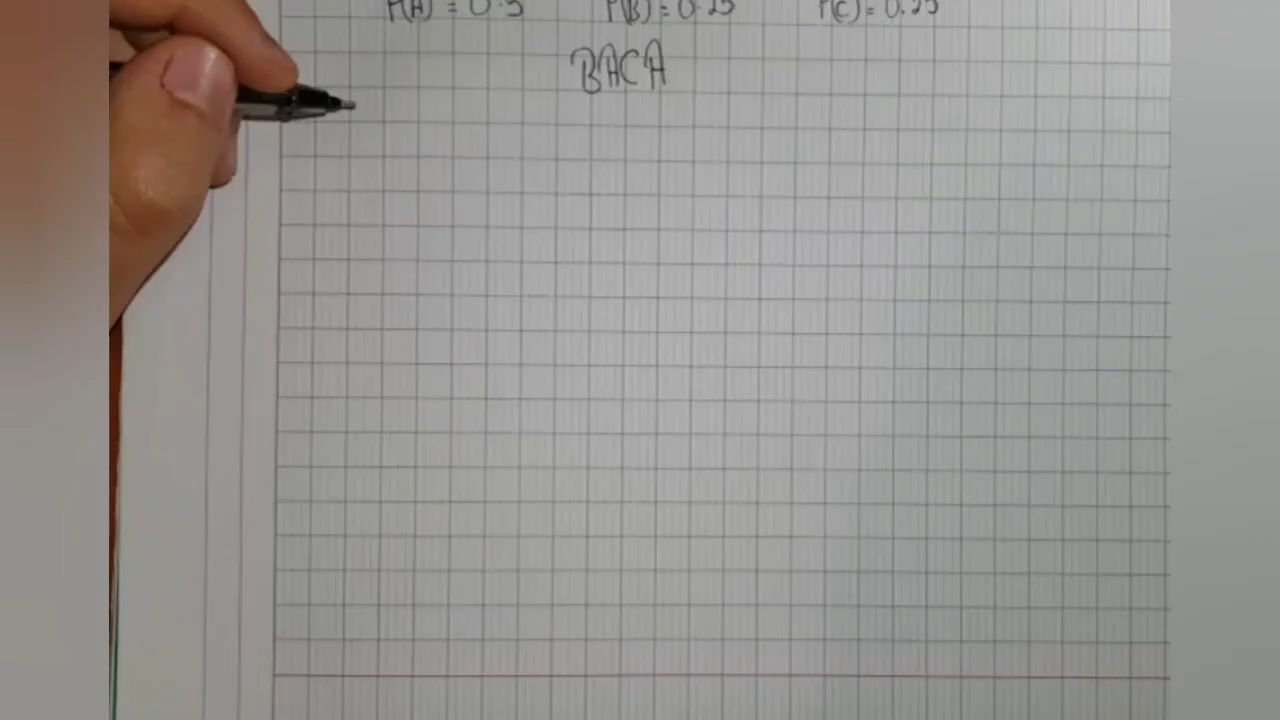 P(A) = 0.5 P(B) = 0.25 P(C) = 0.25
BACA